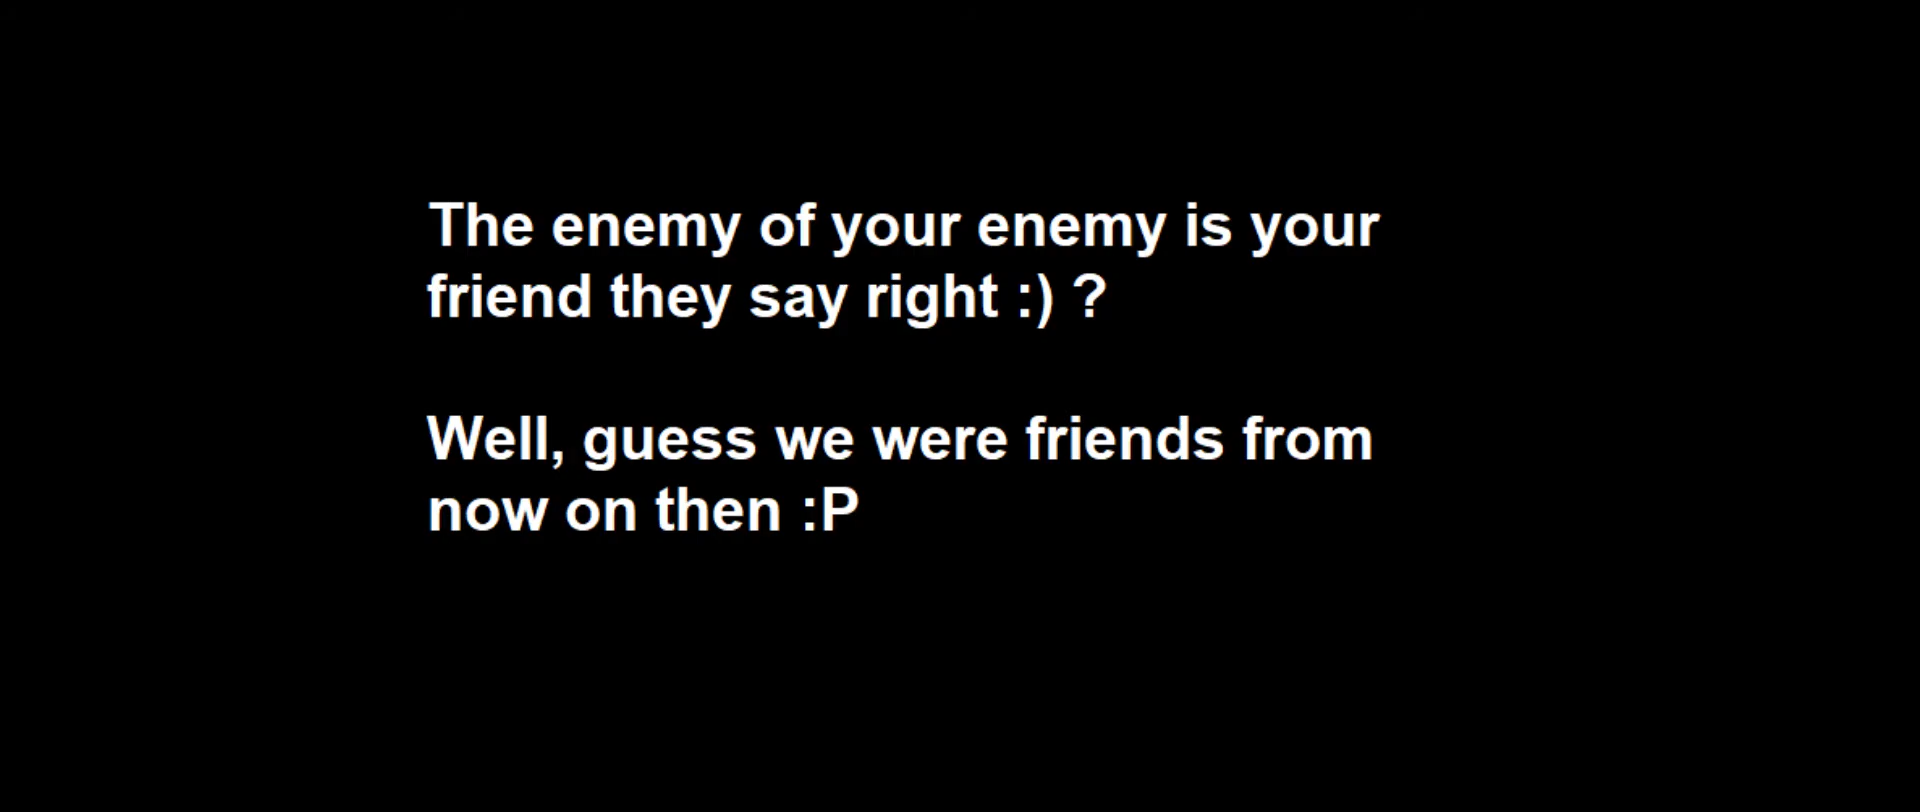 The enemy of your enemy is your
friend they say right :) ?
Well, guess we were friends from
now on then :P